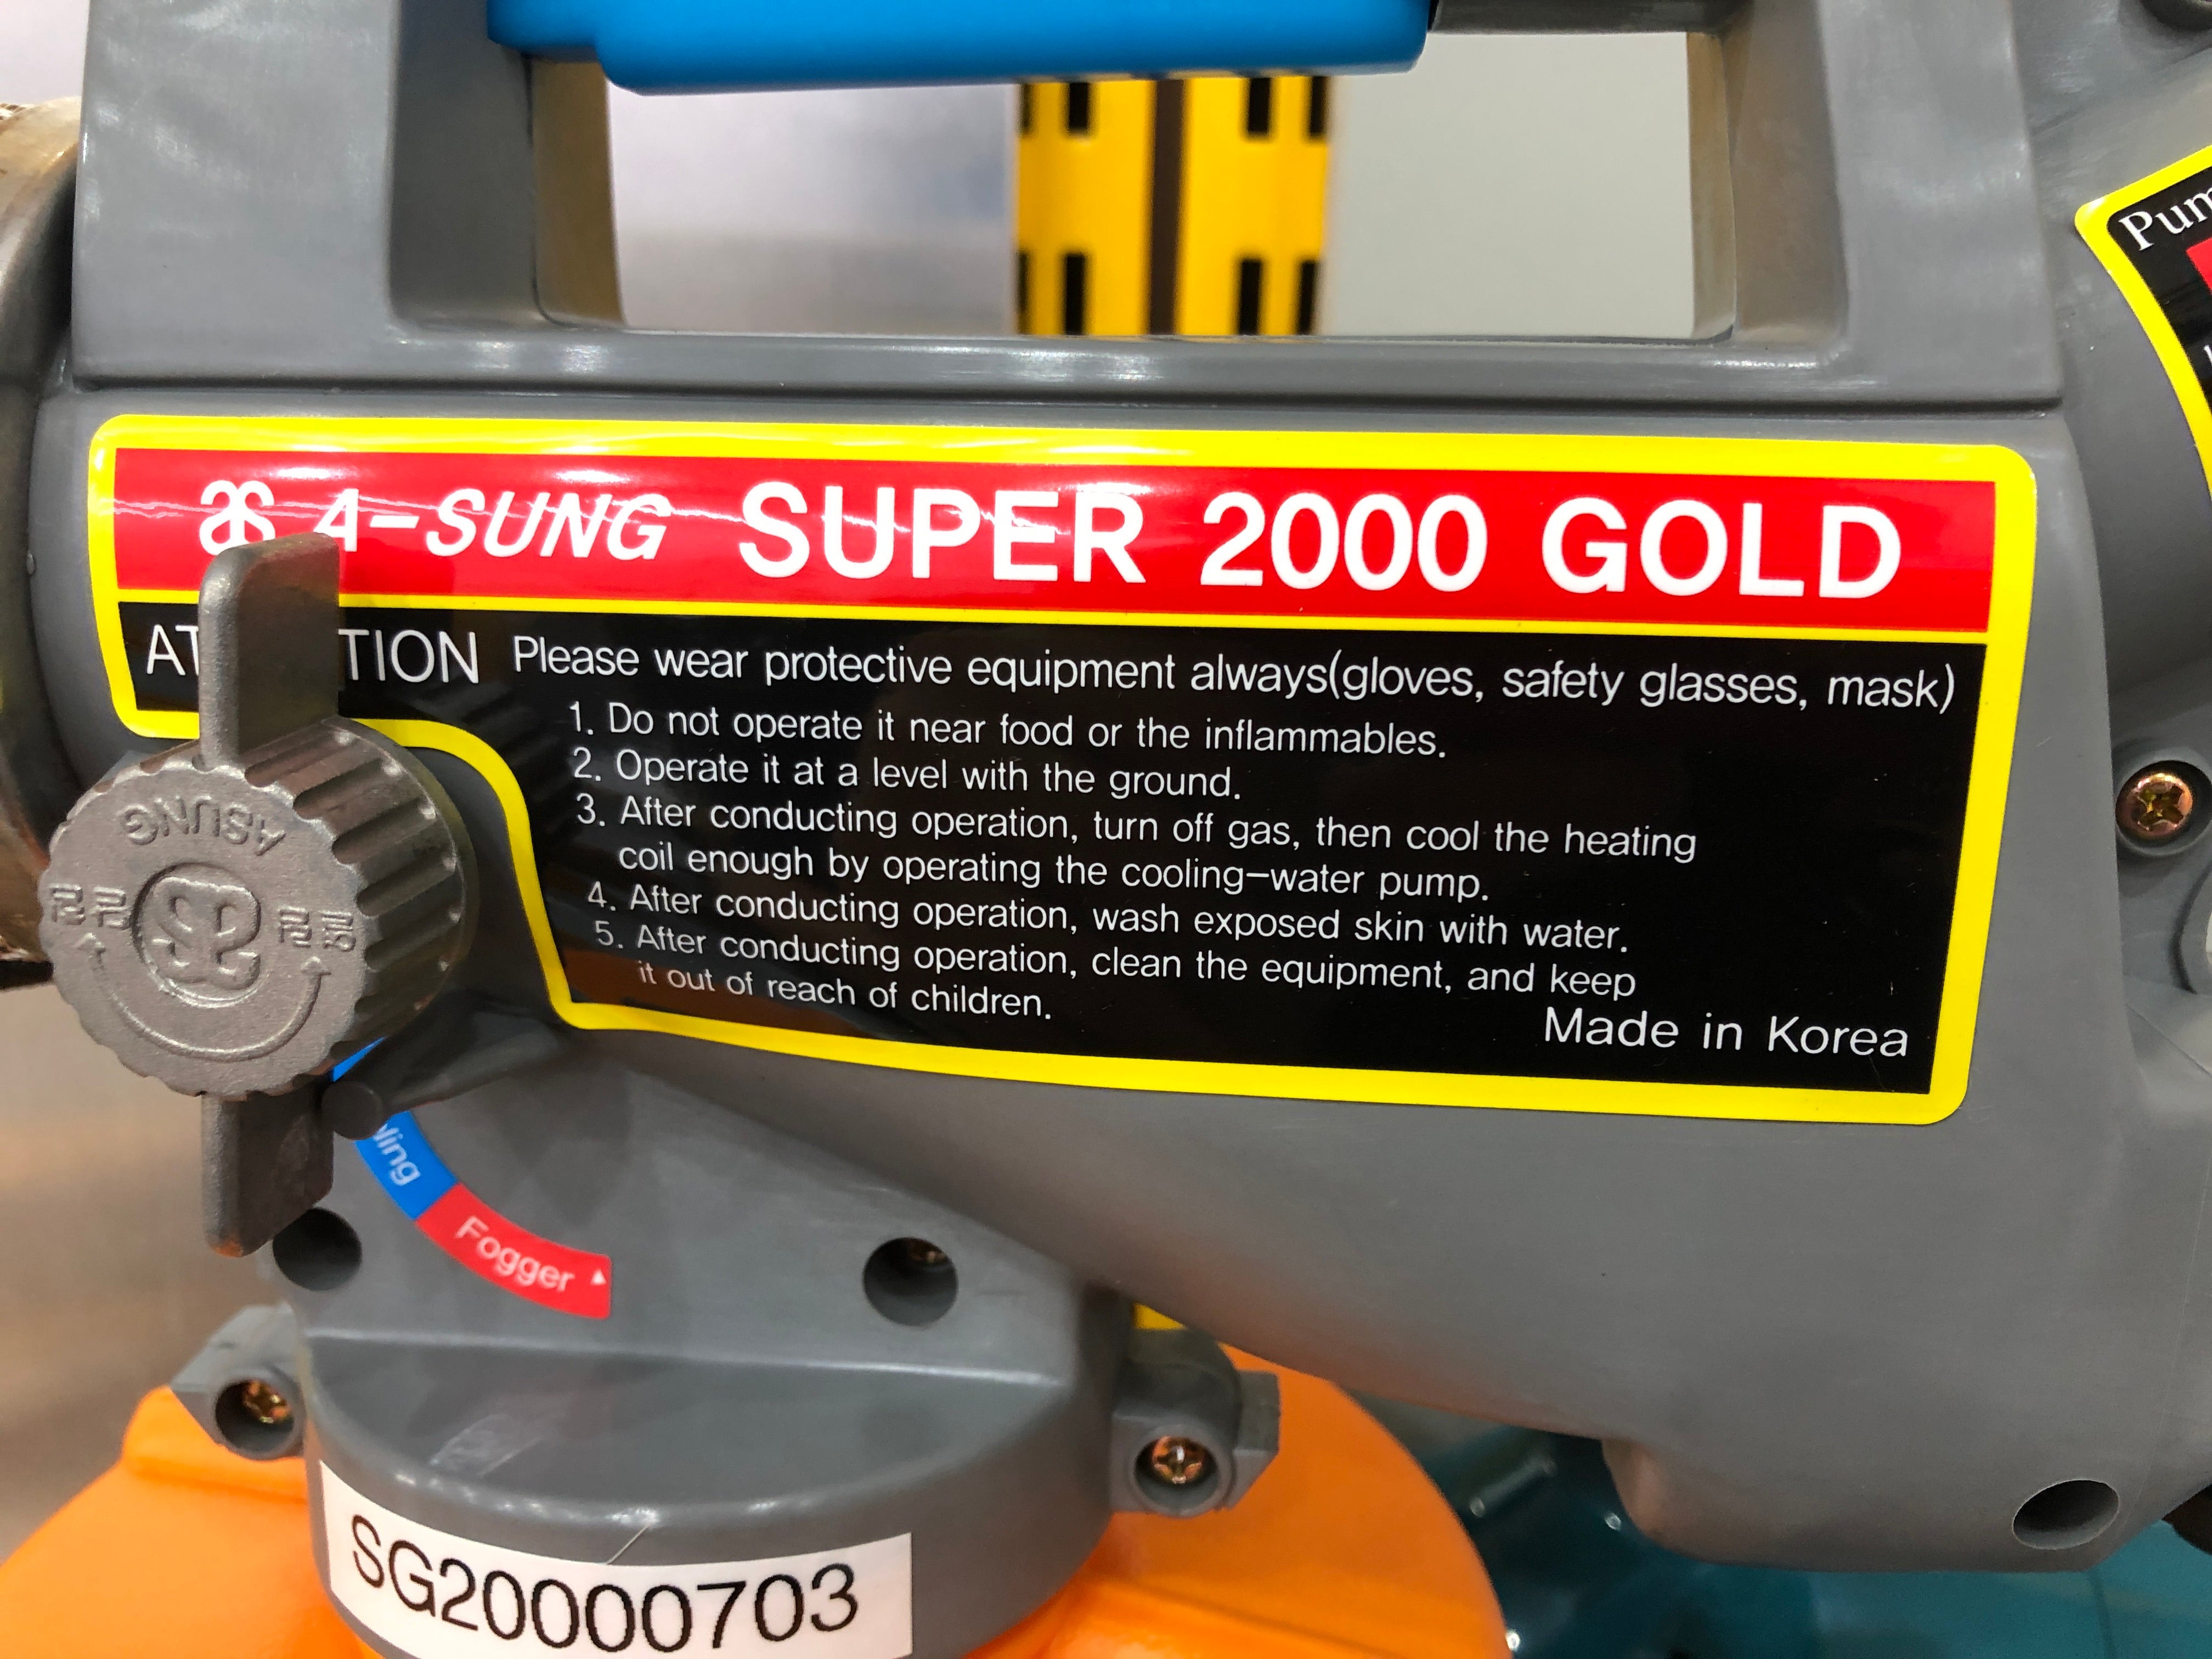 A-SUNG SUPER 2000 GOLD
Please wear protective equipment always(gloves, safety glasses, mask)
1. Do not operate it near food or the inflammables.
2. Operate it at a level with the ground.
3. After conducting operation, turn off gas, then cool the heating
coil enough by operating the cooling-water pump.
4. After conducting operation, wash exposed skin with water.
5. After conducting operation, clean the equipment, and keep
it out of reach of children.
Made in Korea
ASUNG
Fogger
SG20000703